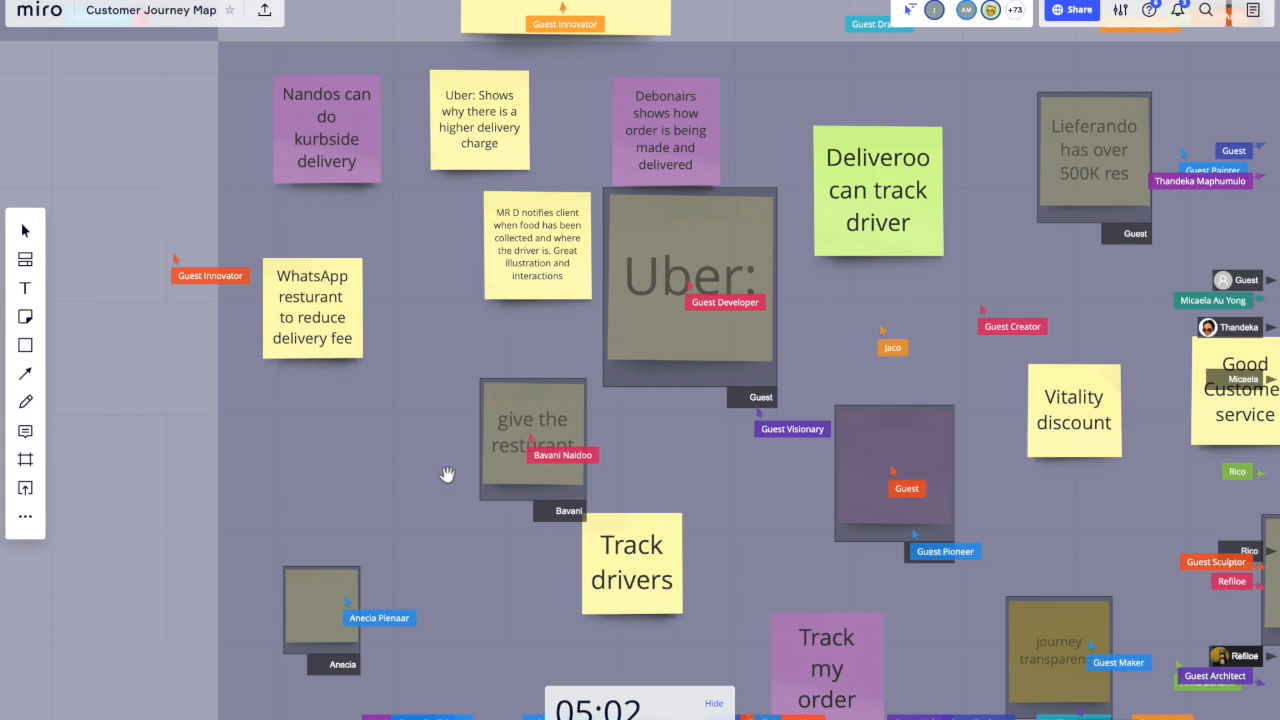 miro
Customer Journey Map
Guest Innovator
+73
Share
6
3
Nandos can
do
kurbside
delivery
Uber: Shows
why there is a
higher delivery
charge
Debonairs
shows how
order is being
made and
delivered
Deliveroo
can track
driver
Lieferando
has over
500K res
Guest
Guest
Guest Painter
Thandeka Maphumulo
MR D notifies client
when food has been
collected and where
the driver is. Great
illustration and
interactions
Uber:
Guest Developer
Guest
Guest Innovator
WhatsApp
resturant
to reduce
delivery fee
Guest Creator
Jaco
Guest
Micaela Au Yong
Thandeka
Good
Micaela
Customer
service
Vitality
discount
give the
resturant
Bavani Naidoo
Bavani
Guest Visionary
Guest
Guest Pioneer
Rico
Track
drivers
Rico
Guest Sculptor
Refiloe
Anecia Pienaar
Anecia
Track
my
order
journey
Guest Maker
Refiloe
Guest Architect
05:02
Hide